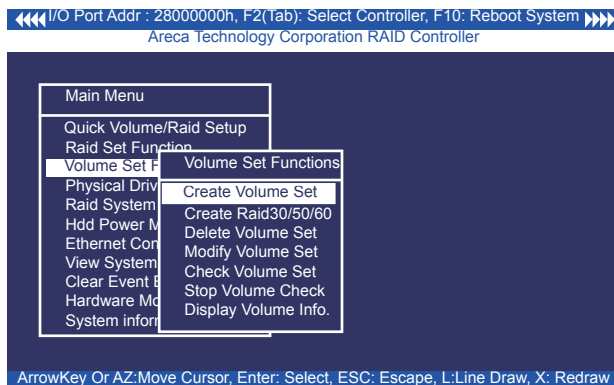 I/O Port Addr : 28000000h, F2(Tab): Select Controller, F10: Reboot System
Areca Technology Corporation RAID Controller
Main Menu
Quick Volume/Raid Setup
Raid Set Function
Volume Set F
Physical Driv
Raid System
Hdd Power M
Ethernet Con
View System
Clear Event B
Hardware Mo
System inforr
Volume Set Functions
Create Volume Set
Create Raid30/50/60
Delete Volume Set
Modify Volume Set
Check Volume Set
Stop Volume Check
Display Volume Info.
ArrowKey Or AZ:Move Cursor, Enter: Select, ESC: Escape, L:Line Draw, X: Redraw